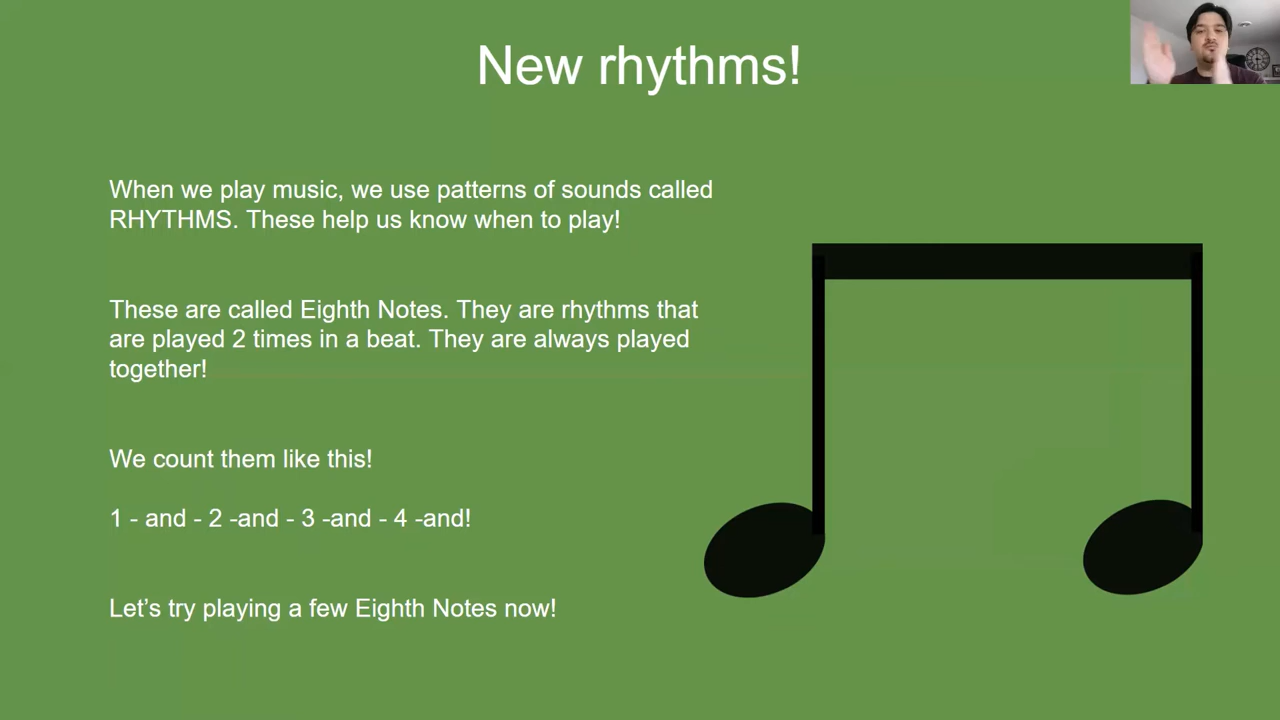 New rhythms!
When we play music, we use patterns of sounds called
RHYTHMS. These help us know when to play!
These are called Eighth Notes. They are rhythms that
are played 2 times in a beat. They are always played
together!
We count them like this!
1 - and - 2 -and - 3 -and - 4 -and!
Let’s try playing a few Eighth Notes now!